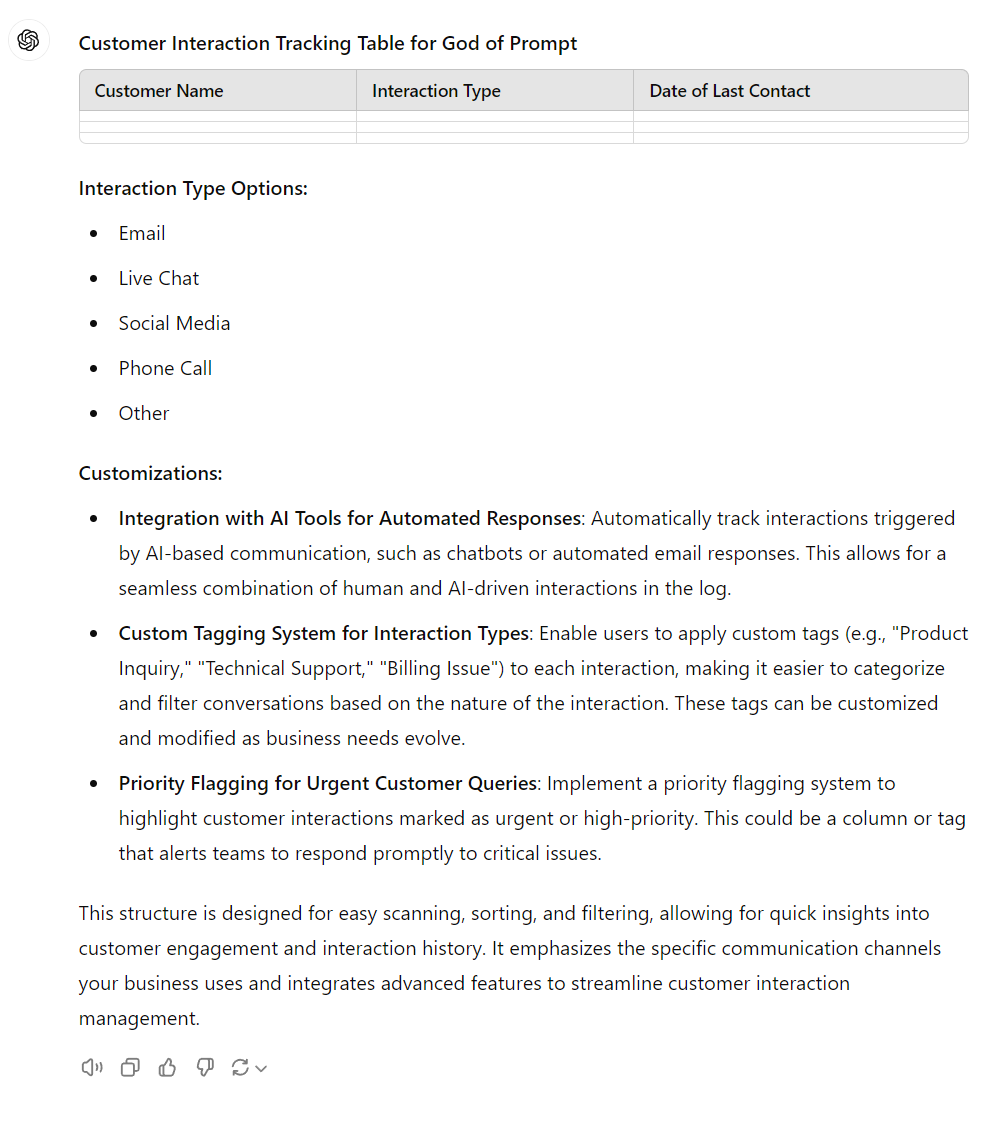 Customer Interaction Tracking Table for God of Prompt
Customer Name Interaction Type Date of Last Contact
Interaction Type Options:
Email
Live Chat
Social Media
Phone Call
Other
Customizations:
Integration with AI Tools for Automated Responses: Automatically track interactions triggered
by AI-based communication, such as chatbots or automated email responses. This allows for a
seamless combination of human and AI-driven interactions in the log.
Custom Tagging System for Interaction Types: Enable users to apply custom tags (e.g., "Product
Inquiry," "Technical Support," "Billing Issue") to each interaction, making it easier to categorize
and filter conversations based on the nature of the interaction. These tags can be customized
and modified as business needs evolve.
Priority Flagging for Urgent Customer Queries: Implement a priority flagging system to
highlight customer interactions marked as urgent or high-priority. This could be a column or tag
that alerts teams to respond promptly to critical issues.
This structure is designed for easy scanning, sorting, and filtering, allowing for quick insights into
customer engagement and interaction history. It emphasizes the specific communication channels
your business uses and integrates advanced features to streamline customer interaction
management.